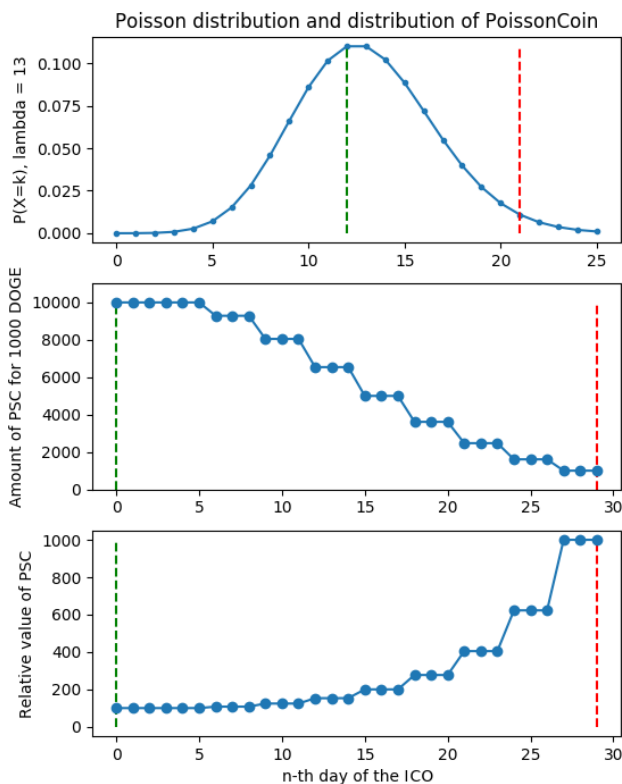 Poisson distribution and distribution of PoissonCoin
P(X=k), lambda = 13
0.100
0.075
0.050
0.025
0.000
0 5 10 15 20 25
Amount of PSC for 1000 DOGE
10000
8000
6000
4000
2000
0
0 5 10 15 20 25 30
Relative value of PSC
1000
800
600
400
200
0
0 5 10 15 20 25 30
n-th day of the ICO